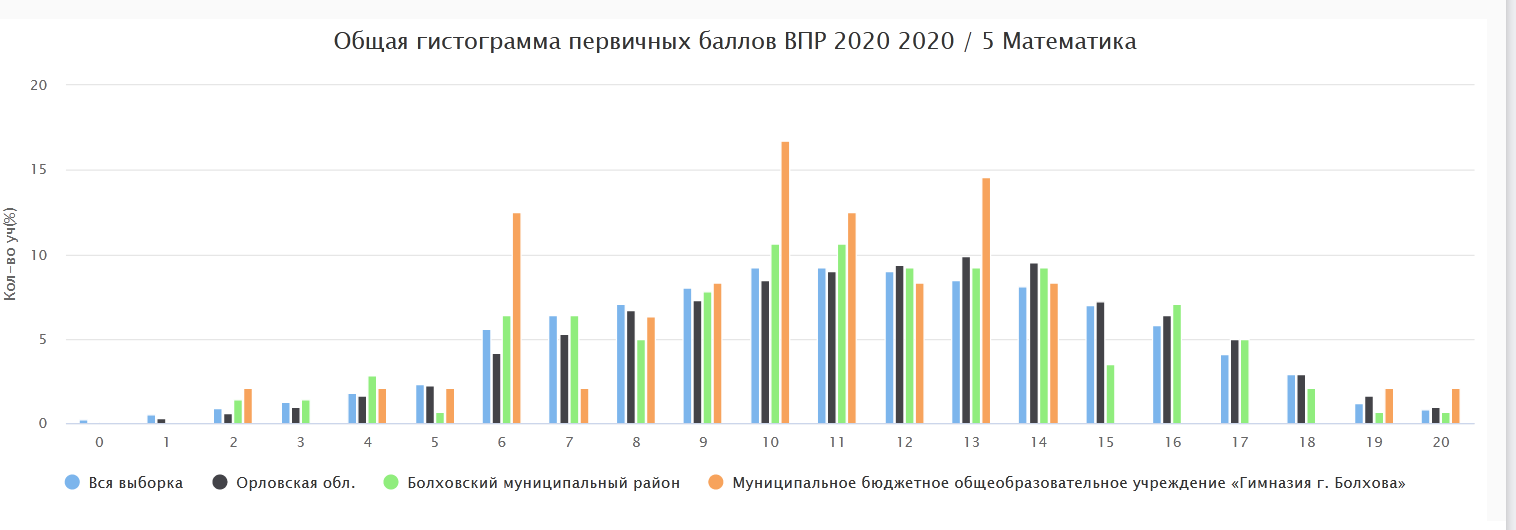 Общая гистограмма первичных баллов ВПР 2020 2020 / 5 Математика
20
15
10
5
0
Кол-во уч(%)
0 1 2 3 4 5 6 7 8 9 10 11 12 13 14 15 16 17 18 19 20
Вся выборка Орловская обл. Болховский муниципальный район Муниципальное бюджетное общеобразовательное учреждение «Гимназия г. Болхова»